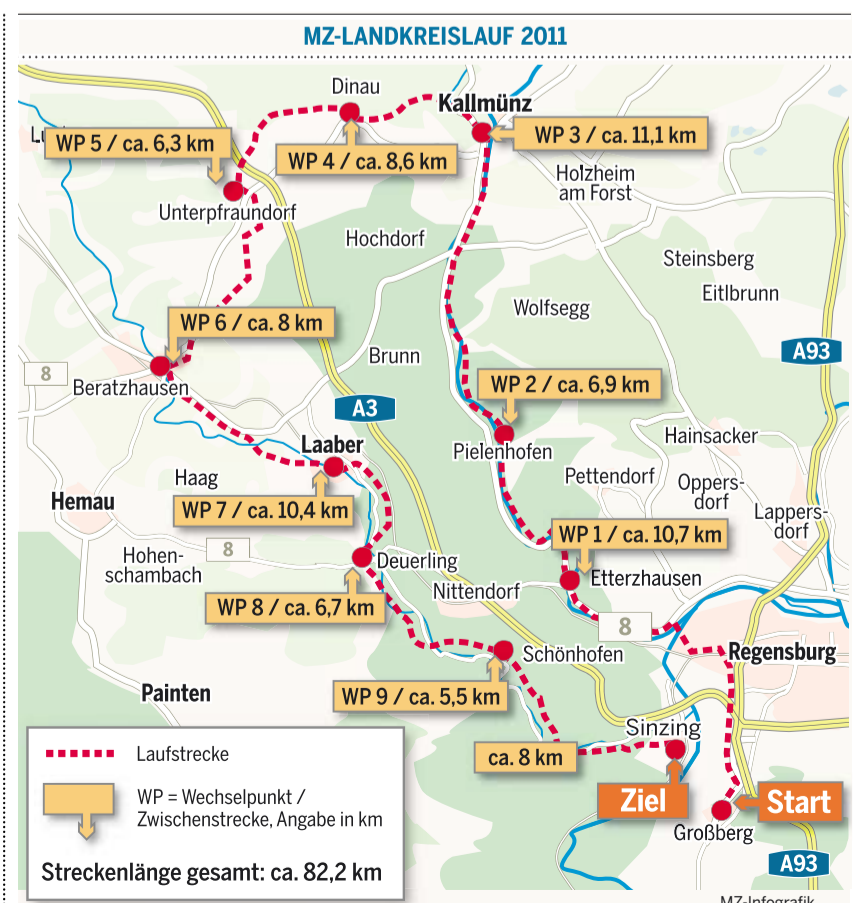 MZ-LANDKREISLAUF 2011
Dinau
Kallmünz
WP 5 / ca. 6,3 km
WP 4 / ca. 8,6 km
WP 3 / ca. 11,1 km
Holzheim
am Forst
Unterpfraundorf
Hochdorf
Steinsberg
Eitlbrunn
Wolfsegg
WP 6 / ca. 8 km
Brunn
A93
8
Beratzhausen
WP 2 / ca. 6,9 km
A3
Laaber
Pielenhofen
Hainsacker
Haag
Pettendorf
Oppers-
dorf
Hemau
WP 7 / ca. 10,4 km
Lappers-
dorf
WP 1 / ca. 10,7 km
Hohen-
schambach
8
Deuerling
Nittendorf
Etterzhausen
WP 8 / ca. 6,7 km
8
Schönhofen
Regensburg
Painten
WP 9 / ca. 5,5 km
Sinzing
ca. 8 km
Ziel
Start
Großberg
A93
Laufstrecke
WP = Wechselpunkt /
Zwischenstrecke, Angabe in km
Streckenlänge gesamt: ca. 82,2 km
MZ-Infografik